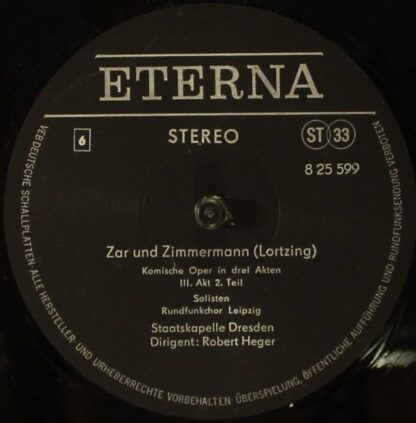 ETERNA
6
STEREO
ST 33
8 25 599
Zar und Zimmermann (Lortzing)
Komische Oper in drei Akten
III. Akt 2. Teil
Solisten
Rundfunkchor Leipzig
Staatskapelle Dresden
Dirigent: Robert Heger
VEB DEUTSCHE SCHALLPLATTEN ALLE HERSTELLER- UND URHEBERRECHTE VORBEHALTEN · ÜBERSPIELUNG, ÖFFENTLICHE AUFFÜHRUNG UND RUNDFUNKSENDUNG VERBOTEN